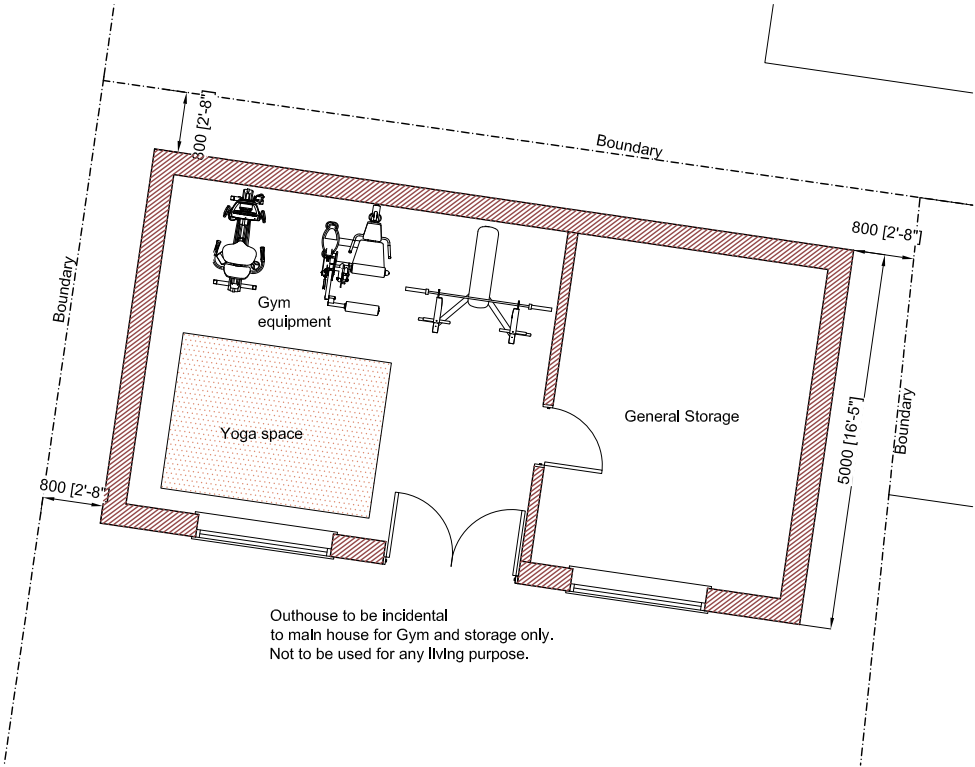 800 [2'-8"]
Boundary
800 [2'-8"]
Boundary
Gym
equipment
General Storage
Yoga space
5000 [16'-5"]
Boundary
800 [2'-8"]
Outhouse to be incidental
to main house for Gym and storage only.
Not to be used for any living purpose.